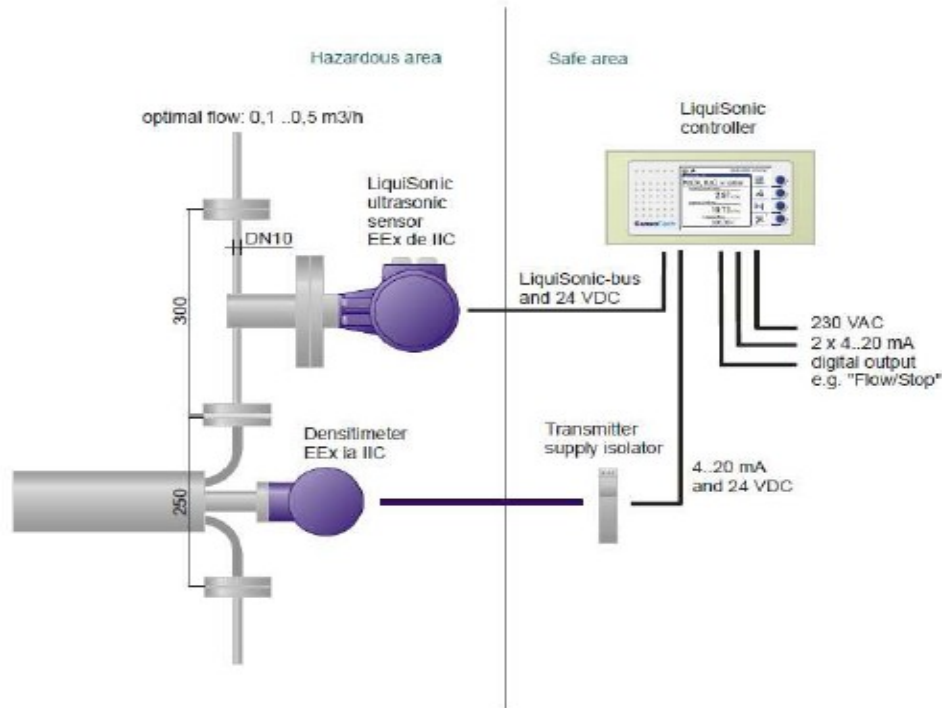 Hazardous area
Safe area
optimal flow: 0,1 ..0,5 m3/h
LiquiSonic
controller
LiquiSonic
ultrasonic
sensor
EEx de IIC
DN10
300
LiquiSonic-bus
and 24 VDC
230 VAC
2 x 4..20 mA
digital output
e.g. "Flow/Stop"
Densitimeter
EEx ia IIC
Transmitter
supply isolator
4..20 mA
and 24 VDC
250